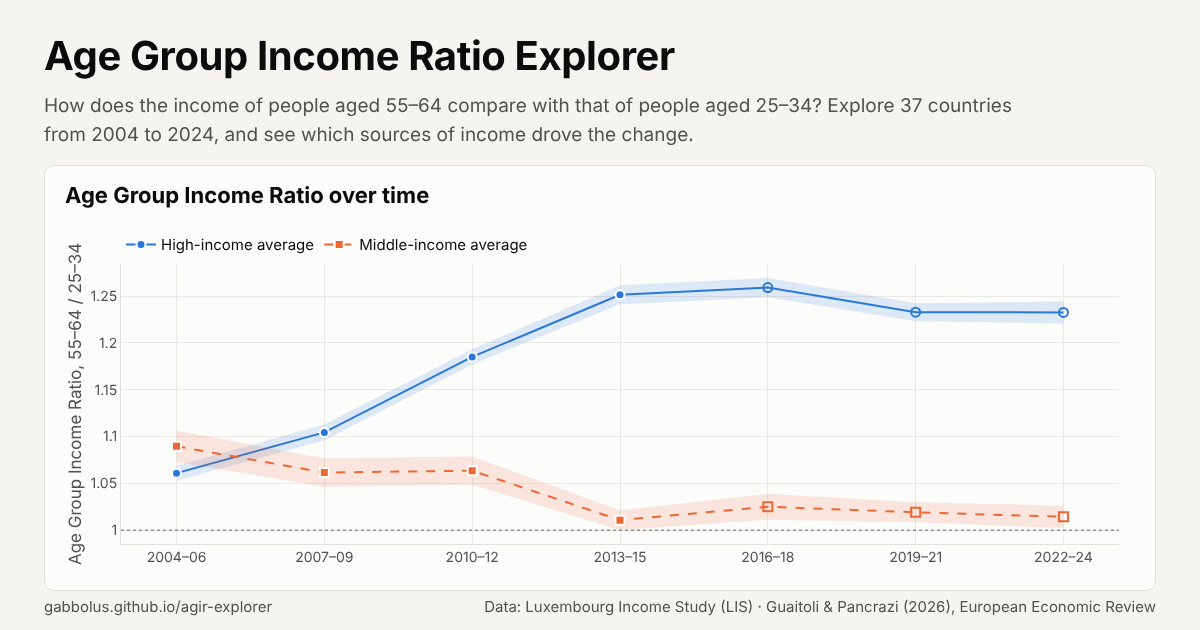 Age Group Income Ratio Explorer
How does the income of people aged 55–64 compare with that of people aged 25–34? Explore 37 countries
from 2004 to 2024, and see which sources of income drove the change.
Age Group Income Ratio over time
High-income average
Middle-income average
Age Group Income Ratio, 55–64 / 25–34
1.25
1.2
1.15
1.1
1.05
1
2004–06
2007–09
2010–12
2013–15
2016–18
2019–21
2022–24
gabbolus.github.io/agir-explorer
Data: Luxembourg Income Study (LIS) · Guaitoli & Pancrazi (2026), European Economic Review